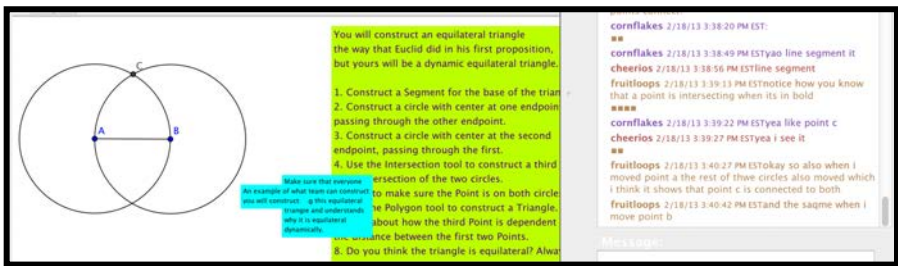 C
A
B
You will construct an equilateral triangle
the way that Euclid did in his first proposition,
but yours will be a dynamic equilateral triangle.
1. Construct a Segment for the base of the trian
2. Construct a circle with center at one endpoin
passing through the other endpoint.
3. Construct a circle with center at the second
endpoint, passing through the first.
4. Use the Intersection tool to construct a third
ersection of the two circles.
to make sure the Point is on both circle
he Polygon tool to construct a Triangle.
about how the third Point is dependent
the distance between the first two Points.
8. Do you think the triangle is equilateral? Alwa
Make sure that everyone
An example of what team can construct
you will construct g this equilateral
triangle and understands
why it is equilateral
dynamically.
cornflakes 2/18/13 3:38:20 PM EST:
cornflakes 2/18/13 3:38:49 PM ESTyao line segment it
cheerios 2/18/13 3:38:56 PM ESTline segment
fruitloops 2/18/13 3:39:13 PM ESTnotice how you know
that a point is intersecting when its in bold
cornflakes 2/18/13 3:39:22 PM ESTyea like point c
cheerios 2/18/13 3:39:27 PM ESTyea i see it
fruitloops 2/18/13 3:40:27 PM ESTokay so also when I
moved point a the rest of thwe circles also moved which
i think it shows that point c is connected to both
fruitloops 2/18/13 3:40:42 PM ESTand the saqme when i
move point b
Message: